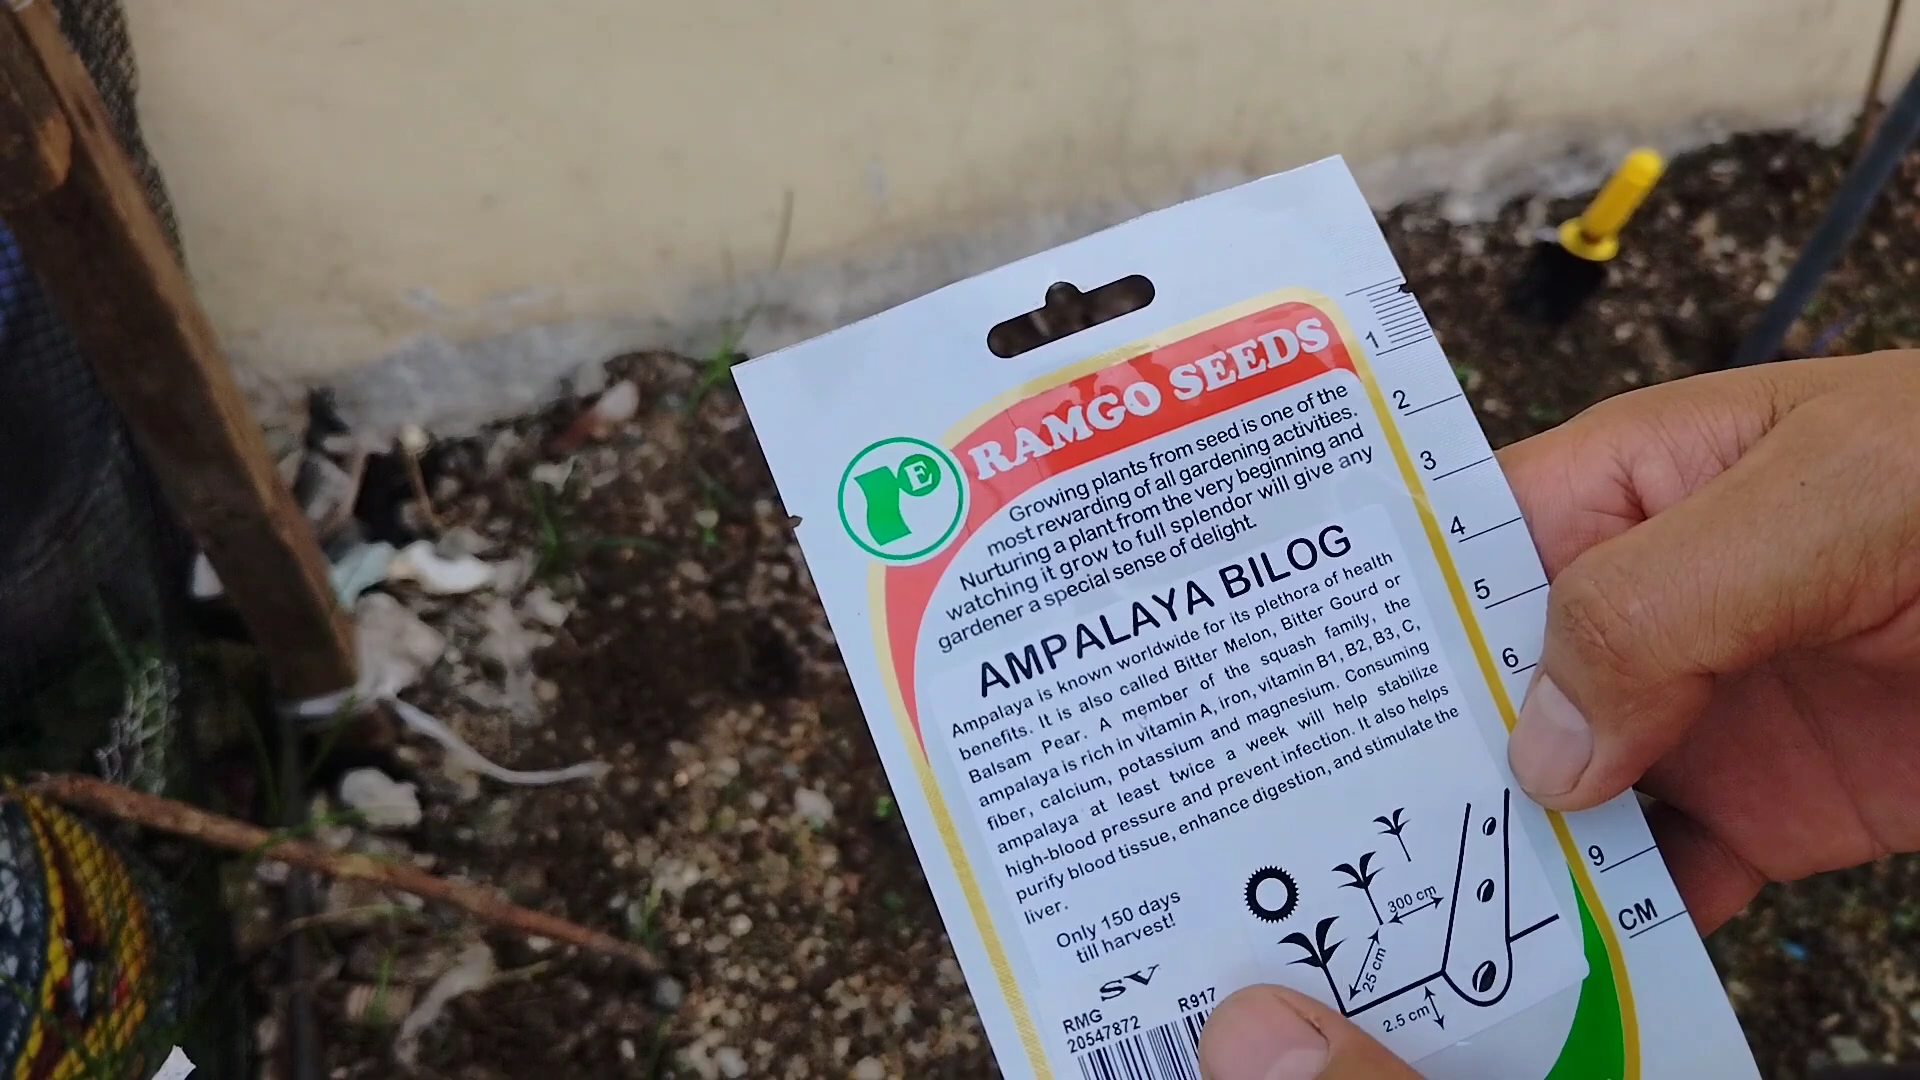 RAMGO SEEDS
E
Growing plants from seed is one of the
most rewarding of all gardening activities.
Nurturing a plant from the very beginning and
watching it grow to full splendor will give any
gardener a special sense of delight.
AMPALAYA BILOG
Ampalaya is known worldwide for its plethora of health
benefits. It is also called Bitter Melon, Bitter Gourd or
Balsam Pear. A member of the squash family, the
ampalaya is rich in vitamin A, iron, vitamin B1, B2, B3, C,
fiber, calcium, potassium and magnesium. Consuming
ampalaya at least twice a week will help stabilize
high-blood pressure and prevent infection. It also helps
purify blood tissue, enhance digestion, and stimulate the
liver.
Only 150 days
till harvest!
SV
RMG R917
20547872
300 cm
25 cm
2.5 cm
1
2
3
4
5
6
9
CM